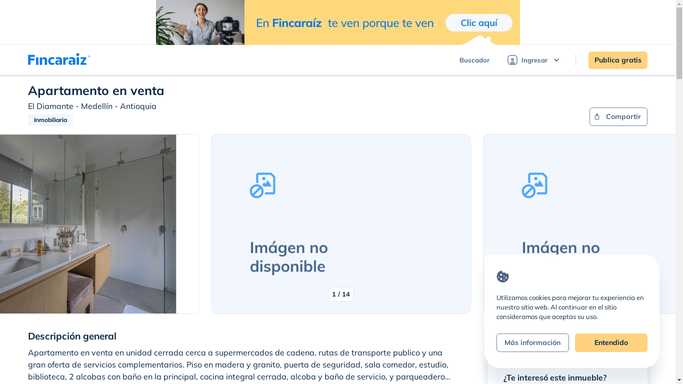 En Fincaraíz te ven porque te ven
Clic aquí
Fincaraiz
Buscador
Ingresar
Publica gratis
Apartamento en venta
El Diamante - Medellín - Antioquia
Inmobiliaria
Compartir
Imágen no
disponible
1 / 14
Imágen no
Utilizamos cookies para mejorar tu experiencia en
nuestro sitio web. Al continuar en el sitio
consideramos que aceptas su uso.
Más información
Entendido
Descripción general
Apartamento en venta en unidad cerrada cerca a supermercados de cadena, rutas de transporte publico y una
gran oferta de servicios complementarios. Piso en madera y granito, puerta de seguridad, sala comedor, estudio,
biblioteca, 2 alcobas con baño en la principal, cocina integral cerrada, alcoba y baño de servicio, y parqueadero...
¿Te interesó este inmueble?